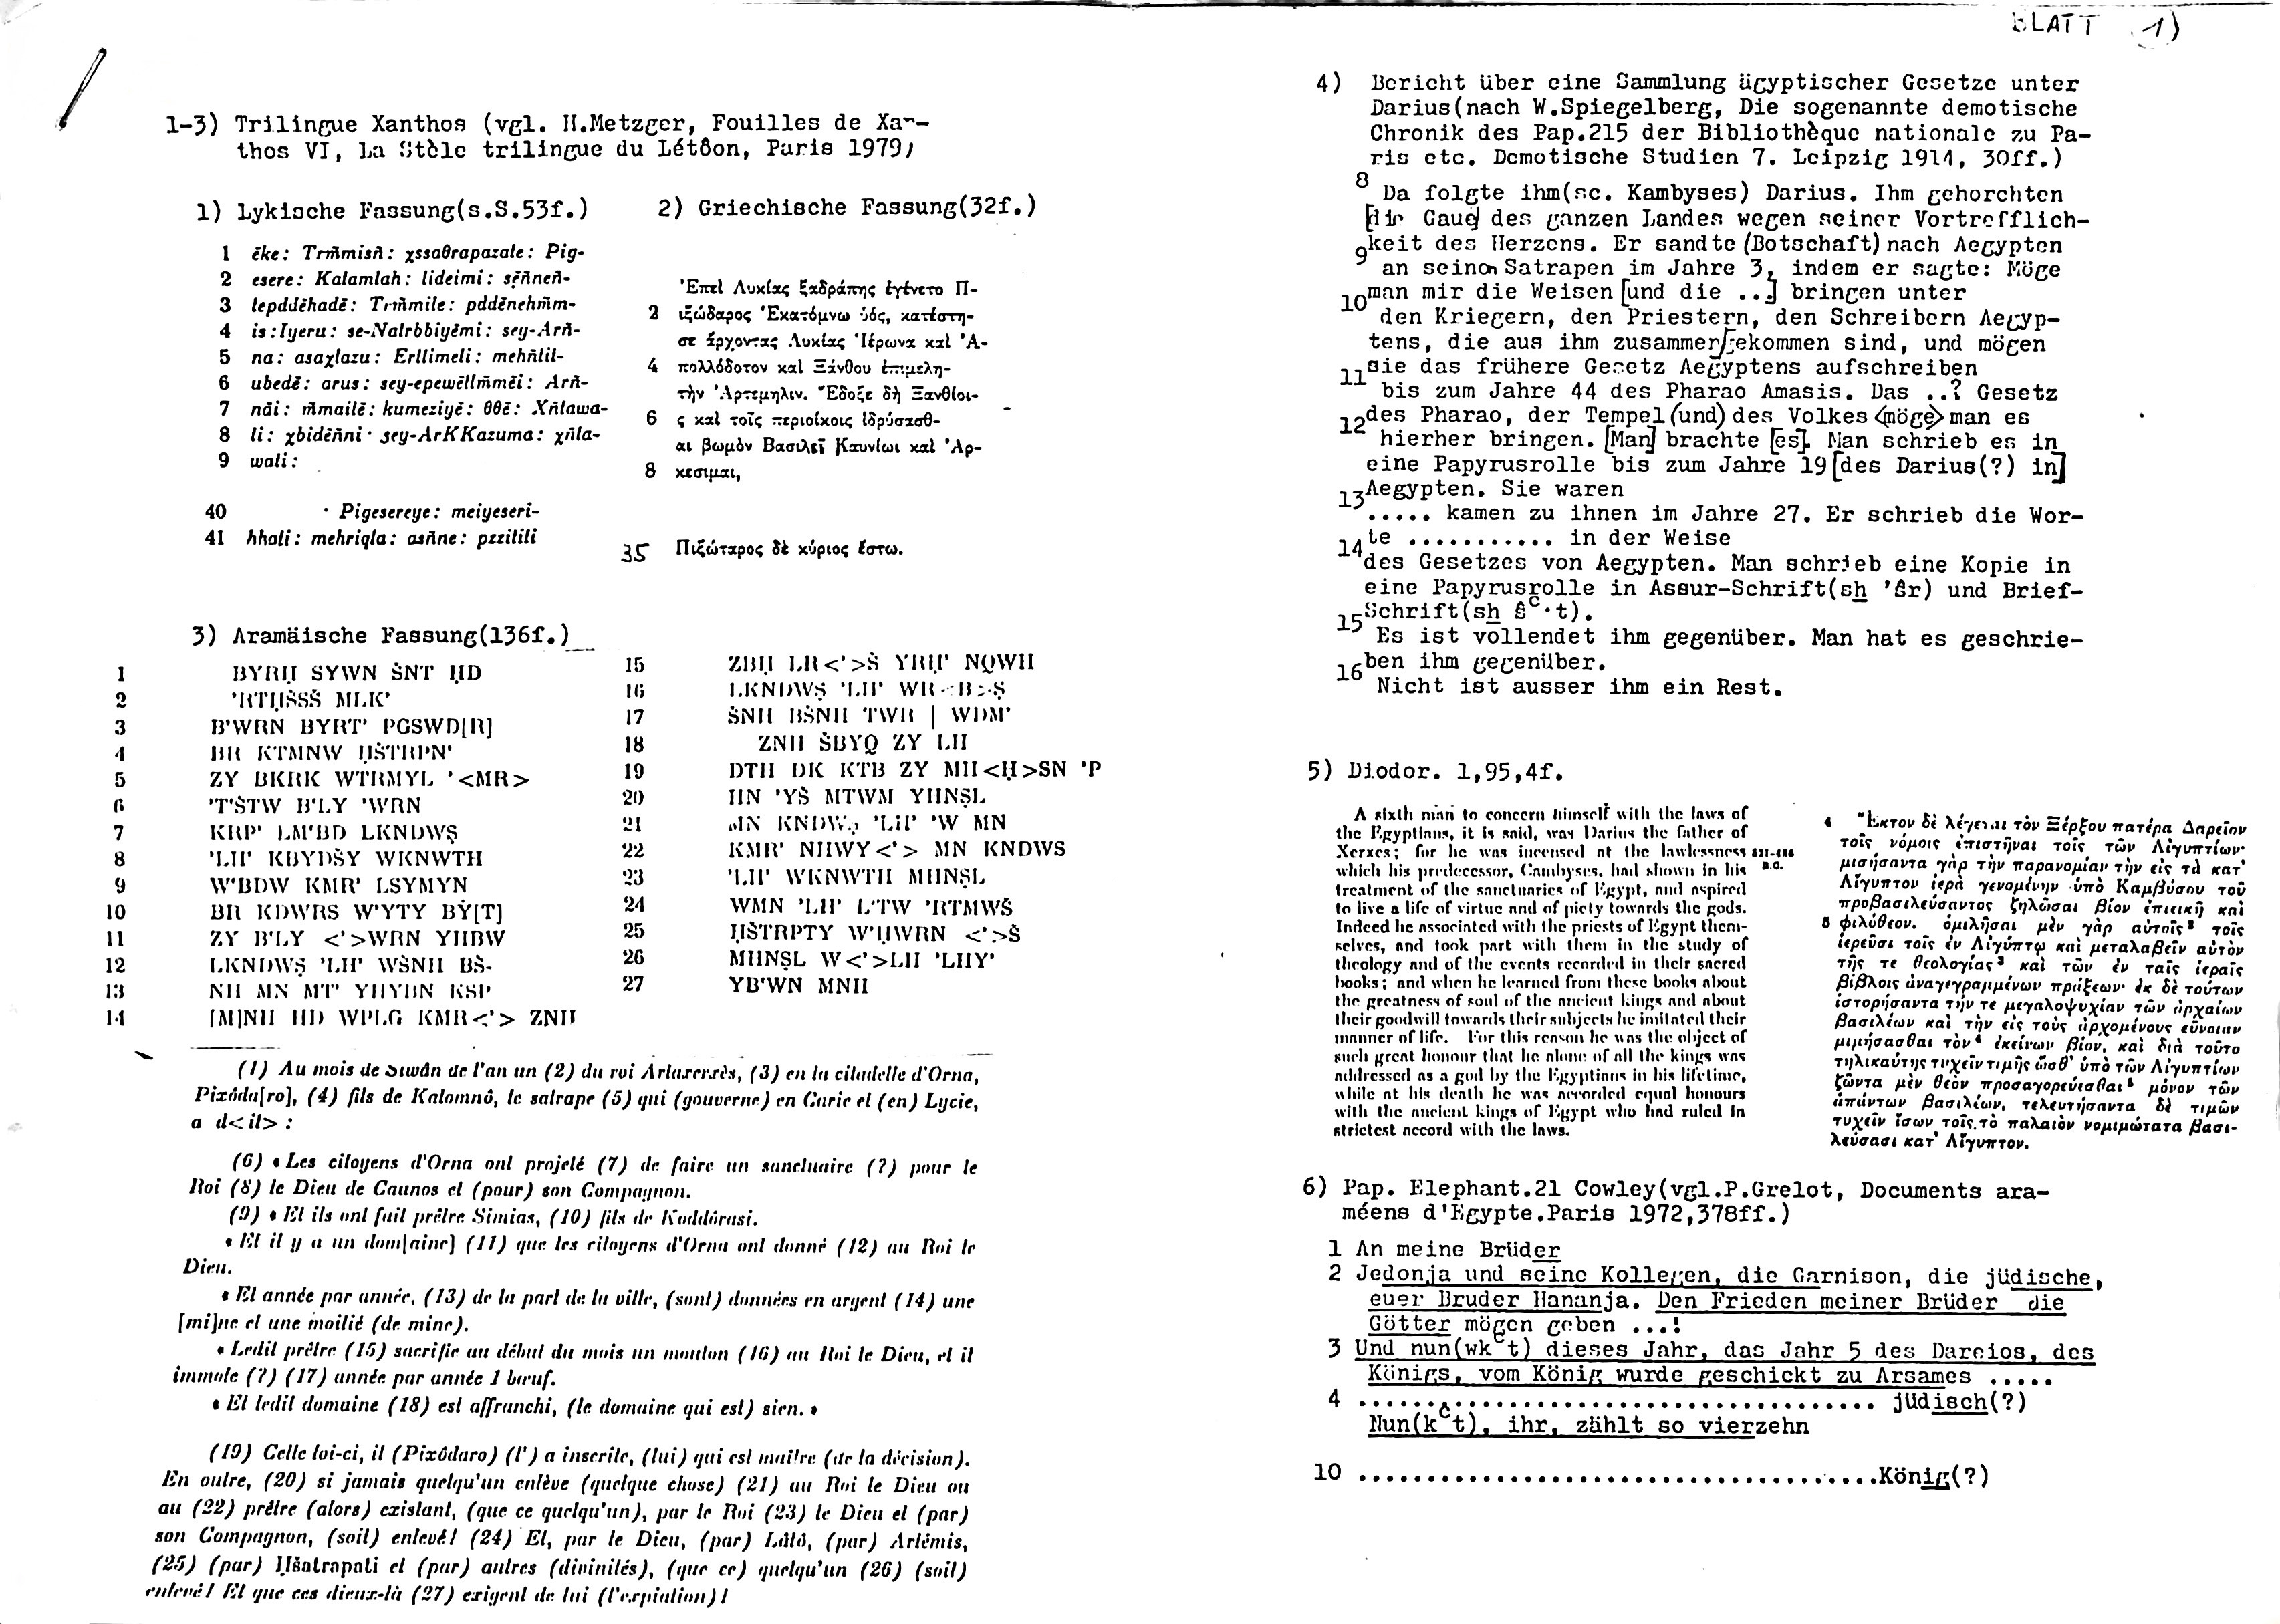 BLATT 1)
1-3) Trilingue Xanthos (vgl. H.Metzger, Fouilles de Xan-
thos VI, La Stèle trilingue du Létôon, Paris 1979)
1) Lykische Fassung(s.S.53f.)
1 ẽke: Trm̃misñ: χssaθrapazate: Pig-
2 esere: Katamlah: tideimi: sẽñneñ-
3 tepddẽhadẽ: Trm̃mile: pddẽnehm̃m-
4 is:Iyeru: se-Natrbbiyẽmi: sey-Arñ-
5 na: asaχlazu: Erttimeli: mehñtit-
6 ubedẽ: arus: sey-epewẽtlm̃mẽi: Arñ-
7 nãi: m̃maitẽ: kumeziyẽ: θθẽ: Xñtawa-
8 ti: χbidẽñni· sey-ArKKazuma: χñta-
9 wati:
40 · Pigesereye: meiyeseri-
41 hhati: mehriqla: asñne: pzzititi
2) Griechische Fassung(32f.)
Ἐπεὶ Λυκίας ξαδράπης ἐγένετο Π-
2 ιξώδαρος Ἑκατόμνω ὑός, κατέστη-
σε ἄρχοντας Λυκίας Ἱέρωνα καὶ Ἀ-
4 πολλόδοτον καὶ Ξάνθου ἐπιμελη-
τὴν Ἀρτεμηλιν. Ἔδοξε δὴ Ξανθίοι-
6 ς καὶ τοῖς περιοίκοις ἱδρύσασθ-
αι βωμὸν Βασιλεῖ Καυνίωι καὶ Ἀρ-
8 κεσιμαι,
35 Πιξώταρος δὲ κύριος ἔστω.
3) Aramäische Fassung(136f.)
1 BYRḤ SYWN ŠNT ḤD
2 'RTḤŠSŠ MLK'
3 B'WRN BYRT' PGSWD[R]
4 BR KTMNW ḤŠTRPN'
5 ZY BKRK WTRMYL '<MR>
6 'T'ŠTW B'LY 'WRN
7 KRP' LM'BD LKNDWṢ
8 'LH' KBYDŠY WKNWTH
9 W'BDW KMR' LSYMYN
10 BR KDWRS W'YTY BY[T]
11 ZY B'LY <'>WRN YHBW
12 LKNDWṢ 'LH' WŠNH BŠ-
13 NH MN MT' YHYBN KSP
14 [M]NH HD WPLG KMR<'> ZNH
15 ZBḤ LR<'>Š YRḤ' NQWH
16 LKNDWṢ 'LH' WR<B>Ṣ
17 ŠNH BŠNH TWR | WDM'
18 ZNH ŠBYQ ZY LH
19 DTH DK KTB ZY MH<Ḥ>SN 'P
20 HN 'YŠ MTWM YHNṢL
21 MN KNDWṢ 'LH' 'W MN
22 KMR' NHWY<'> MN KNDWS
23 'LH' WKNWTH MHNṢL
24 WMN 'LH' L'TW 'RTMWŠ
25 ḤŠTRPTY W'ḤWRN <'>Š
26 MHNṢL W<'>LH 'LHY'
27 YB'WN MNH
(1) Au mois de Siwân de l'an un (2) du roi Artaxerxès, (3) en la citadelle d'Orna,
Pixôda[ro], (4) fils de Katomnô, le satrape (5) qui (gouverne) en Carie et (en) Lycie,
a d<it> :
(6) « Les citoyens d'Orna ont projeté (7) de faire un sanctuaire (?) pour le
Roi (8) le Dieu de Caunos et (pour) son Compagnon.
(9) « Et ils ont fait prêtre Simias, (10) fils de Koddôrasi.
« Et il y a un dom[aine] (11) que les citoyens d'Orna ont donné (12) au Roi le
Dieu.
« Et année par année, (13) de la part de la ville, (sont) données en argent (14) une
[mi]ne et une moitié (de mine).
« Ledit prêtre (15) sacrifie au début du mois un mouton (16) au Roi le Dieu, et il
immole (?) (17) année par année 1 bœuf.
« Et ledit domaine (18) est affranchi, (le domaine qui est) sien. »
(19) Cette loi-ci, il (Pixôdaro) (l') a inscrite, (lui) qui est maître (de la décision).
En outre, (20) si jamais quelqu'un enlève (quelque chose) (21) au Roi le Dieu ou
au (22) prêtre (alors) existant, (que ce quelqu'un), par le Roi (23) le Dieu et (par)
son Compagnon, (soit) enlevé! (24) Et, par le Dieu, (par) Lâtô, (par) Artémis,
(25) (par) Ḥšatrapati et (par) autres (divinités), (que ce) quelqu'un (26) (soit)
enlevé! Et que ces dieux-là (27) exigent de lui (l'expiation)!
4) Bericht über eine Sammlung ägyptischer Gesetze unter
Darius(nach W.Spiegelberg, Die sogenannte demotische
Chronik des Pap.215 der Bibliothèque nationale zu Pa-
ris etc. Demotische Studien 7. Leipzig 1914, 30ff.)
8 Da folgte ihm(sc. Kambyses) Darius. Ihm gehorchten
[die Gaue] des ganzen Landes wegen seiner Vortrefflich-
keit des Herzens. Er sandte (Botschaft) nach Aegypten
9 an seinen Satrapen im Jahre 3, indem er sagte: Möge
man mir die Weisen [und die ...] bringen unter
10 den Kriegern, den Priestern, den Schreibern Aegyp-
tens, die aus ihm zusammengekommen sind, und mögen
sie das frühere Gesetz Aegyptens aufschreiben
11 bis zum Jahre 44 des Pharao Amasis. Das ..? Gesetz
des Pharao, der Tempel (und) des Volkes <möge> man es
12 hierher bringen. [Man] brachte [es]. Man schrieb es in
eine Papyrusrolle bis zum Jahre 19 [des Darius(?) in]
Aegypten. Sie waren
13 ..... kamen zu ihnen im Jahre 27. Er schrieb die Wor-
te ........... in der Weise
14 des Gesetzes von Aegypten. Man schrieb eine Kopie in
eine Papyrusrolle in Assur-Schrift(sh 'šr) und Brief-
Schrift(sh šᶜ.t).
15 Es ist vollendet ihm gegenüber. Man hat es geschrie-
ben ihm gegenüber.
16 Nicht ist ausser ihm ein Rest.
5) Diodor. 1,95,4f.
A sixth man to concern himself with the laws of
the Egyptians, it is said, was Darius the father of
Xerxes; for he was incensed at the lawlessness 521-486
which his predecessor, Cambyses, had shown in his B.C.
treatment of the sanctuaries of Egypt, and aspired
to live a life of virtue and of piety towards the gods.
Indeed he associated with the priests of Egypt them-
selves, and took part with them in the study of
theology and of the events recorded in their sacred
books; and when he learned from these books about
the greatness of soul of the ancient kings and about
their goodwill towards their subjects he imitated their
manner of life. For this reason he was the object of
such great honour that he alone of all the kings was
addressed as a god by the Egyptians in his lifetime,
while at his death he was accorded equal honours
with the ancient kings of Egypt who had ruled in
strictest accord with the laws.
4 Ἕκτον δὲ λέγεται τὸν Ξέρξου πατέρα Δαρεῖον
τοῖς νόμοις ἐπιστῆναι τοῖς τῶν Αἰγυπτίων·
μισήσαντα γὰρ τὴν παρανομίαν τὴν εἰς τὰ κατ'
Αἴγυπτον ἱερὰ γενομένην ὑπὸ Καμβύσου τοῦ
προβασιλεύσαντος ζηλῶσαι βίον ἐπιεικῆ καὶ
5 φιλόθεον. ὁμιλῆσαι μὲν γὰρ αὐτοῖς² τοῖς
ἱερεῦσι τοῖς ἐν Αἰγύπτῳ καὶ μεταλαβεῖν αὐτὸν
τῆς τε θεολογίας³ καὶ τῶν ἐν ταῖς ἱεραῖς
βίβλοις ἀναγεγραμμένων πράξεων· ἐκ δὲ τούτων
ἱστορήσαντα τήν τε μεγαλοψυχίαν τῶν ἀρχαίων
βασιλέων καὶ τὴν εἰς τοὺς ἀρχομένους εὔνοιαν
μιμήσασθαι τὸν⁴ ἐκείνων βίον, καὶ διὰ τοῦτο
τηλικαύτης τυχεῖν τιμῆς ὥσθ' ὑπὸ τῶν Αἰγυπτίων
ζῶντα μὲν θεὸν προσαγορεύεσθαι⁵ μόνον τῶν
ἁπάντων βασιλέων, τελευτήσαντα δὲ τιμῶν
τυχεῖν ἴσων τοῖς τὸ παλαιὸν νομιμώτατα βασι-
λεύσασι κατ' Αἴγυπτον.
6) Pap. Elephant.21 Cowley(vgl.P.Grelot, Documents ara-
méens d'Egypte.Paris 1972,378ff.)
1 An meine Brüder
2 Jedonja und seine Kollegen, die Garnison, die jüdische,
euer Bruder Hananja. Den Frieden meiner Brüder die
Götter mögen geben ...!
3 Und nun(wkᶜt) dieses Jahr, das Jahr 5 des Dareios, des
Königs, vom König wurde geschickt zu Arsames .....
4 .................................... jüdisch(?)
Nun(kᶜt), ihr, zählt so vierzehn
10 ....................................König(?)